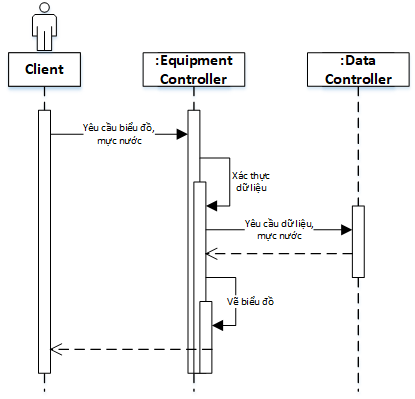 Client
:Equipment
Controller
:Data
Controller
Yêu cầu biểu đồ,
mực nước
Xác thực
dữ liệu
Yêu cầu dữ liệu,
mực nước
Vẽ biểu đồ